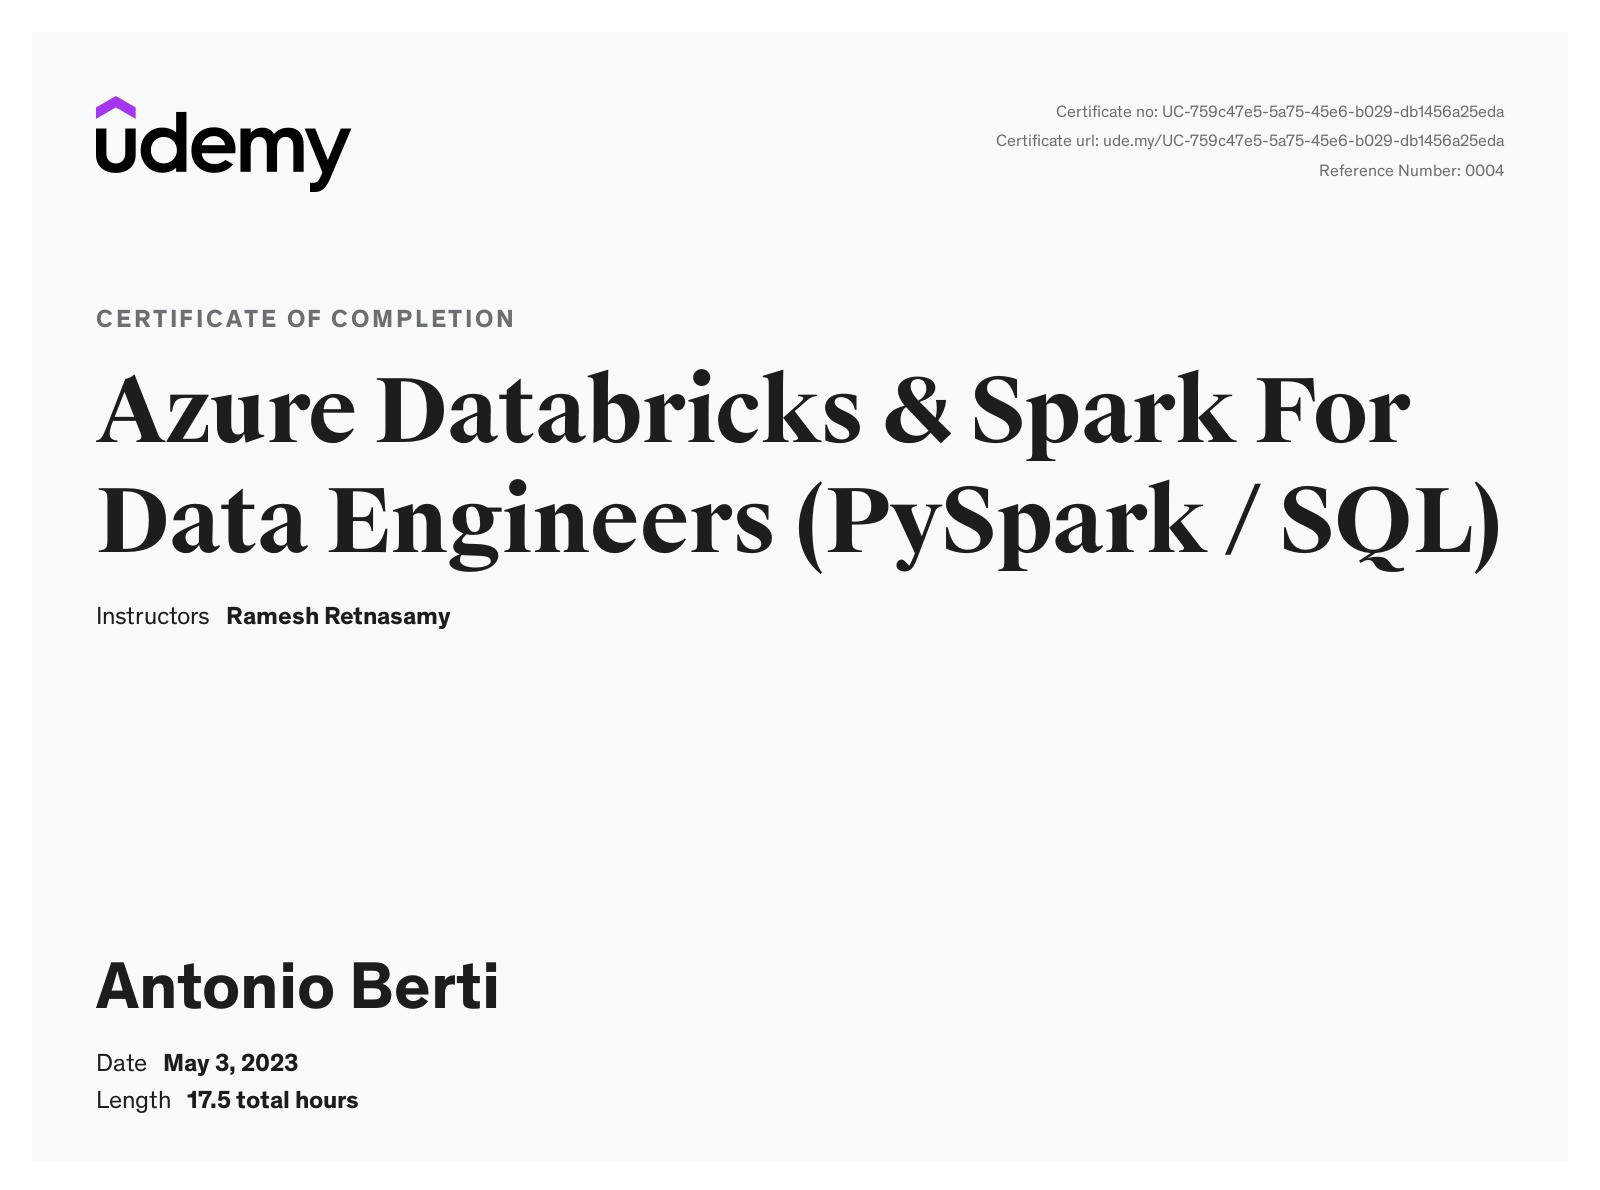 udemy
Certificate no: UC-759c47e5-5a75-45e6-b029-db1456a25eda
Certificate url: ude.my/UC-759c47e5-5a75-45e6-b029-db1456a25eda
Reference Number: 0004
CERTIFICATE OF COMPLETION
Azure Databricks & Spark For
Data Engineers (PySpark / SQL)
Instructors Ramesh Retnasamy
Antonio Berti
Date May 3, 2023
Length 17.5 total hours